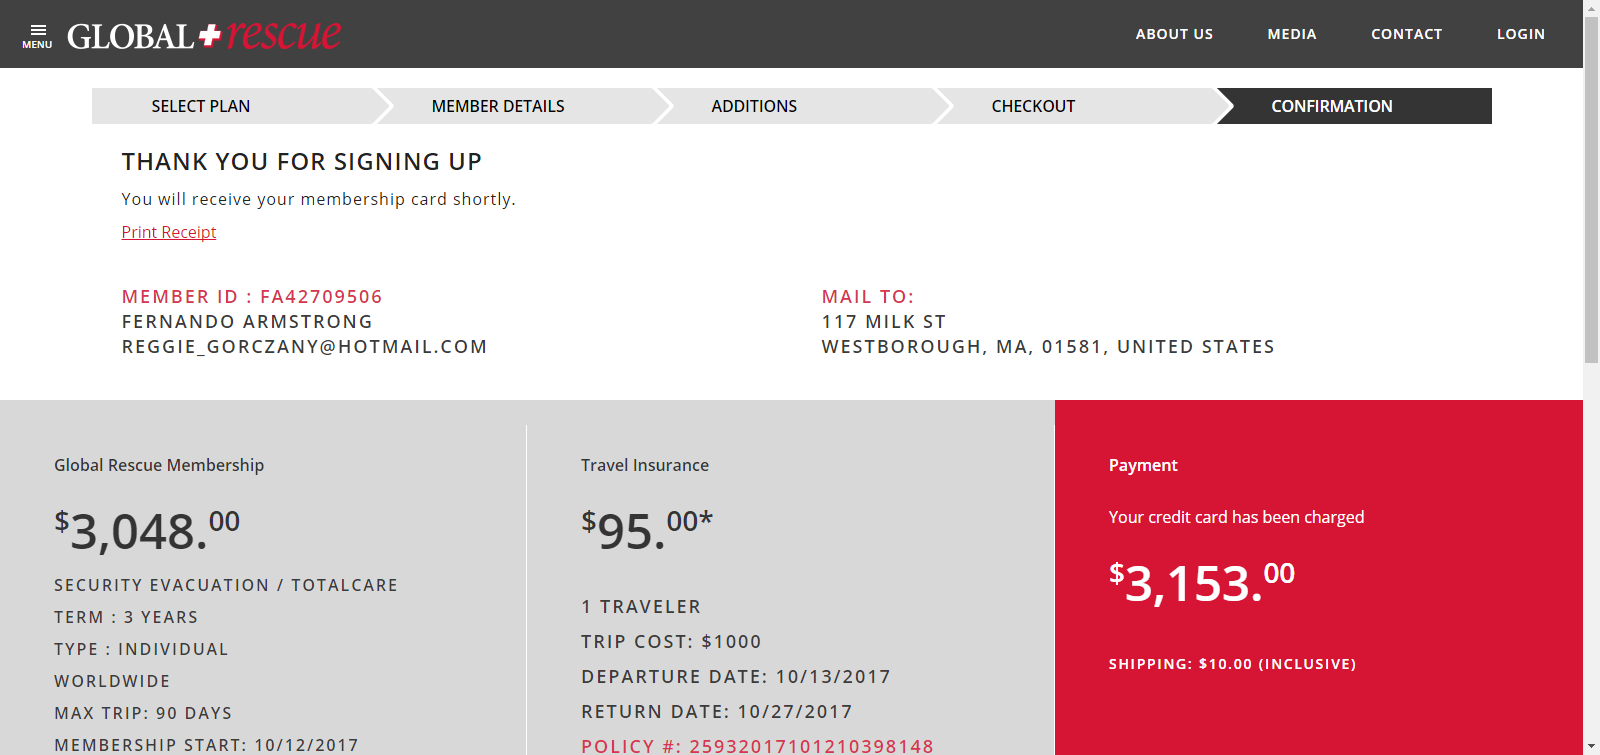 MENU
GLOBAL rescue
ABOUT US
MEDIA
CONTACT
LOGIN
SELECT PLAN
MEMBER DETAILS
ADDITIONS
CHECKOUT
CONFIRMATION
THANK YOU FOR SIGNING UP
You will receive your membership card shortly.
Print Receipt
MEMBER ID : FA42709506
FERNANDO ARMSTRONG
REGGIE_GORCZANY@HOTMAIL.COM
MAIL TO:
117 MILK ST
WESTBOROUGH, MA, 01581, UNITED STATES
Global Rescue Membership
$3,048.00
SECURITY EVACUATION / TOTALCARE
TERM : 3 YEARS
TYPE : INDIVIDUAL
WORLDWIDE
MAX TRIP: 90 DAYS
MEMBERSHIP START: 10/12/2017
Travel Insurance
$95.00*
1 TRAVELER
TRIP COST: $1000
DEPARTURE DATE: 10/13/2017
RETURN DATE: 10/27/2017
POLICY #: 25932017101210398148
Payment
Your credit card has been charged
$3,153.00
SHIPPING: $10.00 (INCLUSIVE)